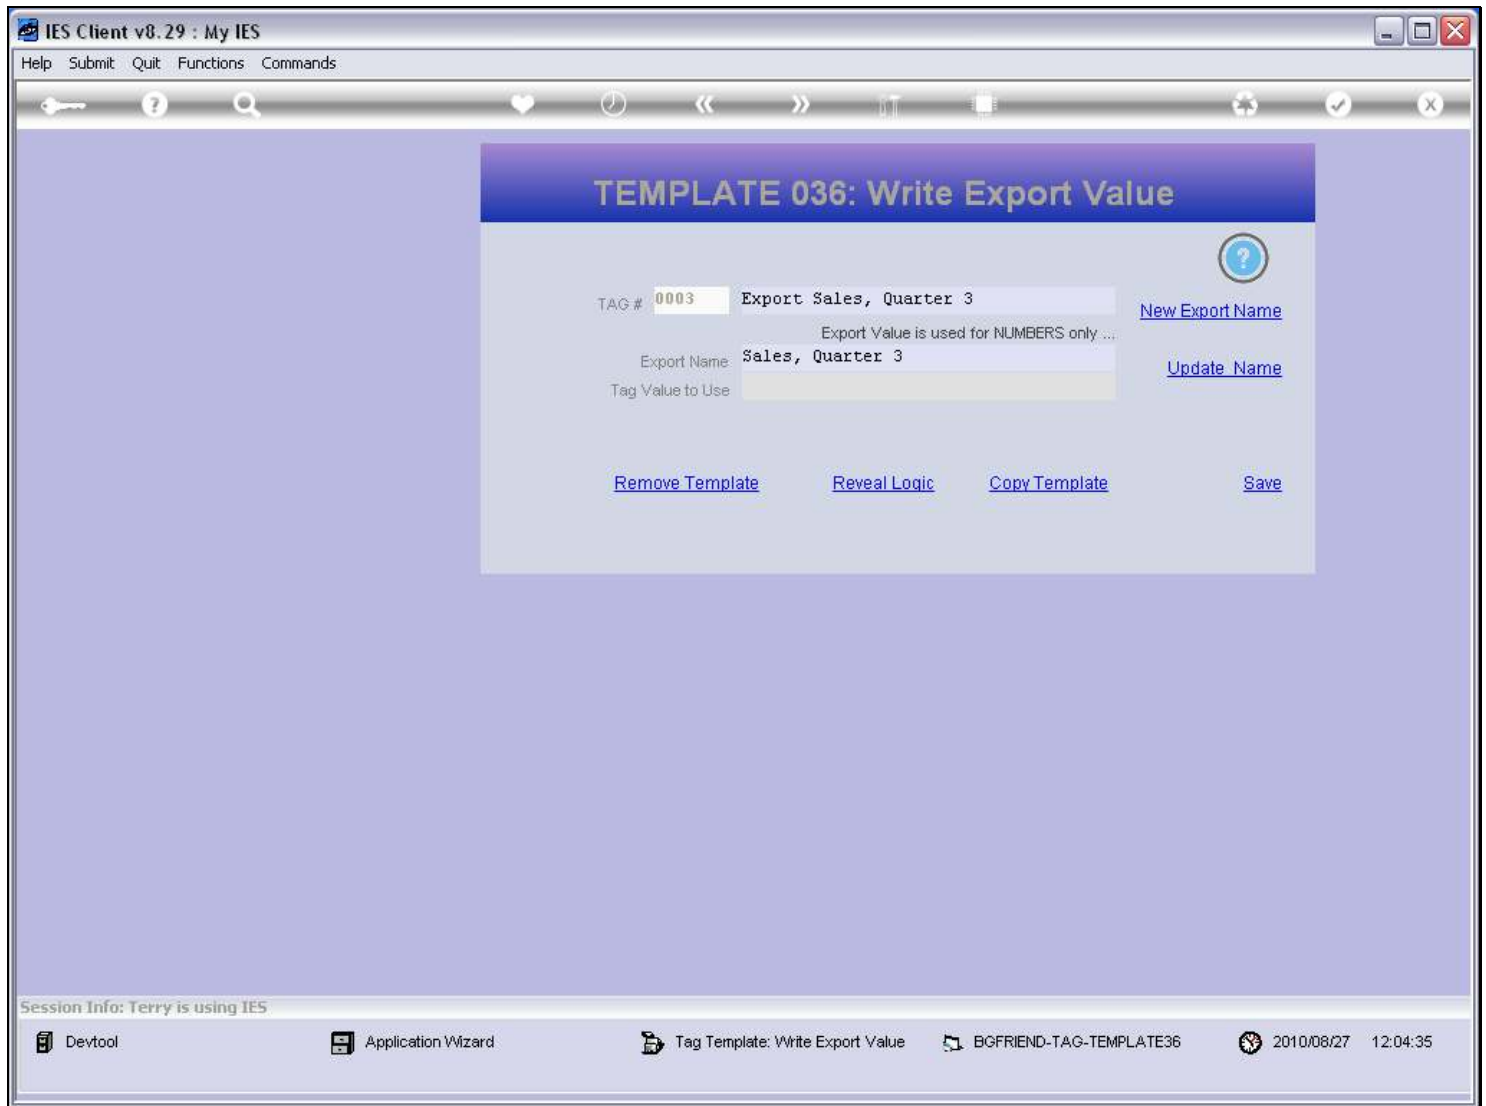 IES Client v8.29 : My IES
Help Submit Quit Functions Commands
TEMPLATE 036: Write Export Value
TAG # 0003 Export Sales, Quarter 3
New Export Name
Export Value is used for NUMBERS only ...
Export Name Sales, Quarter 3
Update Name
Tag Value to Use
Remove Template Reveal Logic Copy Template Save
Session Info: Terry is using IES
Devtool Application Wizard Tag Template: Write Export Value BGFRIEND-TAG-TEMPLATE36 2010/08/27 12:04:35